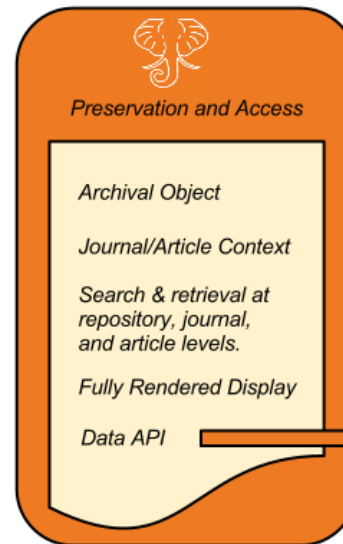 Preservation and Access
Archival Object
Journal/Article Context
Search & retrieval at
repository, journal,
and article levels.
Fully Rendered Display
Data API